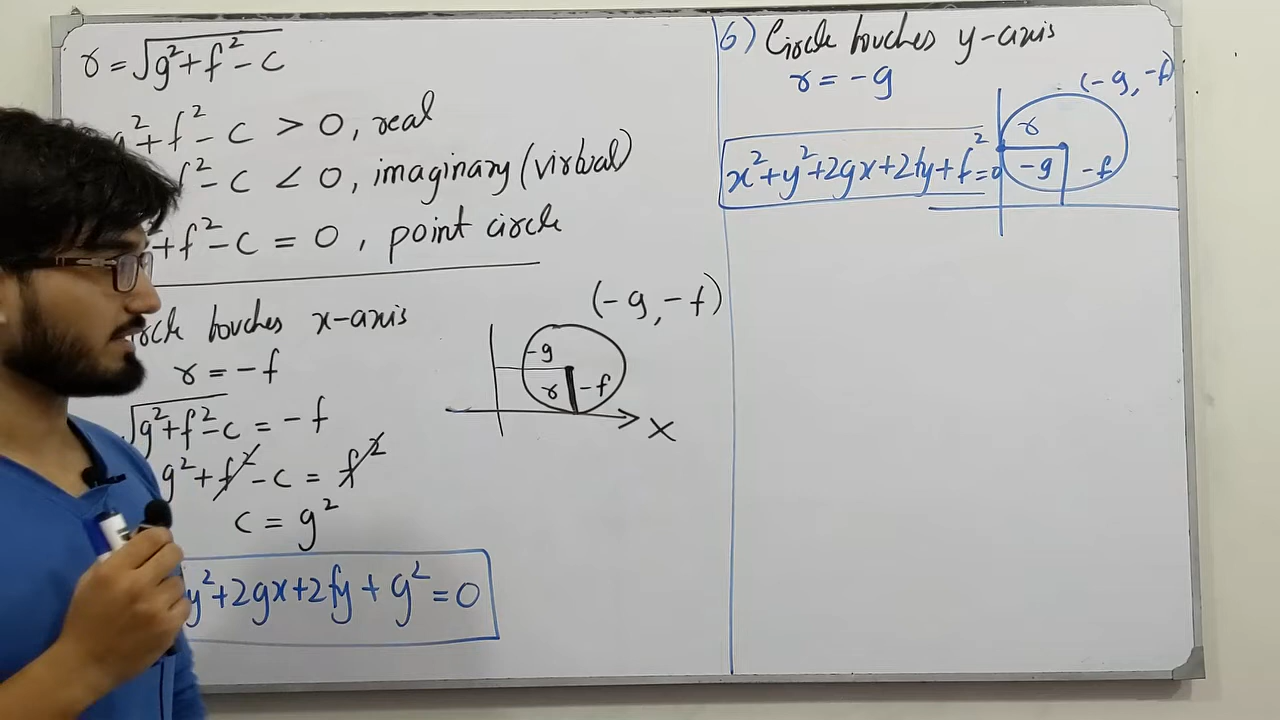 r = √g²+f²-c
g²+f²-c > 0, real
f²-c < 0, imaginary (virtual)
+f²-c = 0, point circle
touches x-axis
r = -f
√g²+f²-c = -f
g²+f²-c = f²
c = g²
y²+2gx+2fy+g²=0
(-g, -f)
-g
r -f
X
6) Circle touches y-axis
r = -g
(-g, -f)
r
x²+y²+2gx+2fy+f²=0
-g -f